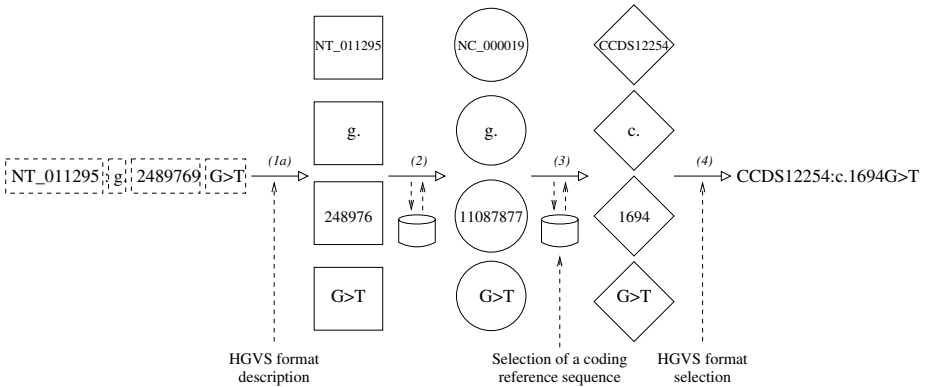 NT_011295 NC_000019 CCDS12254
g. g. c.
NT_011295 : g. 2489769 G>T (1a) (2) (3) (4) CCDS12254:c.1694G>T
248976 11087877 1694
G>T G>T G>T
HGVS format
description
Selection of a coding
reference sequence
HGVS format
selection